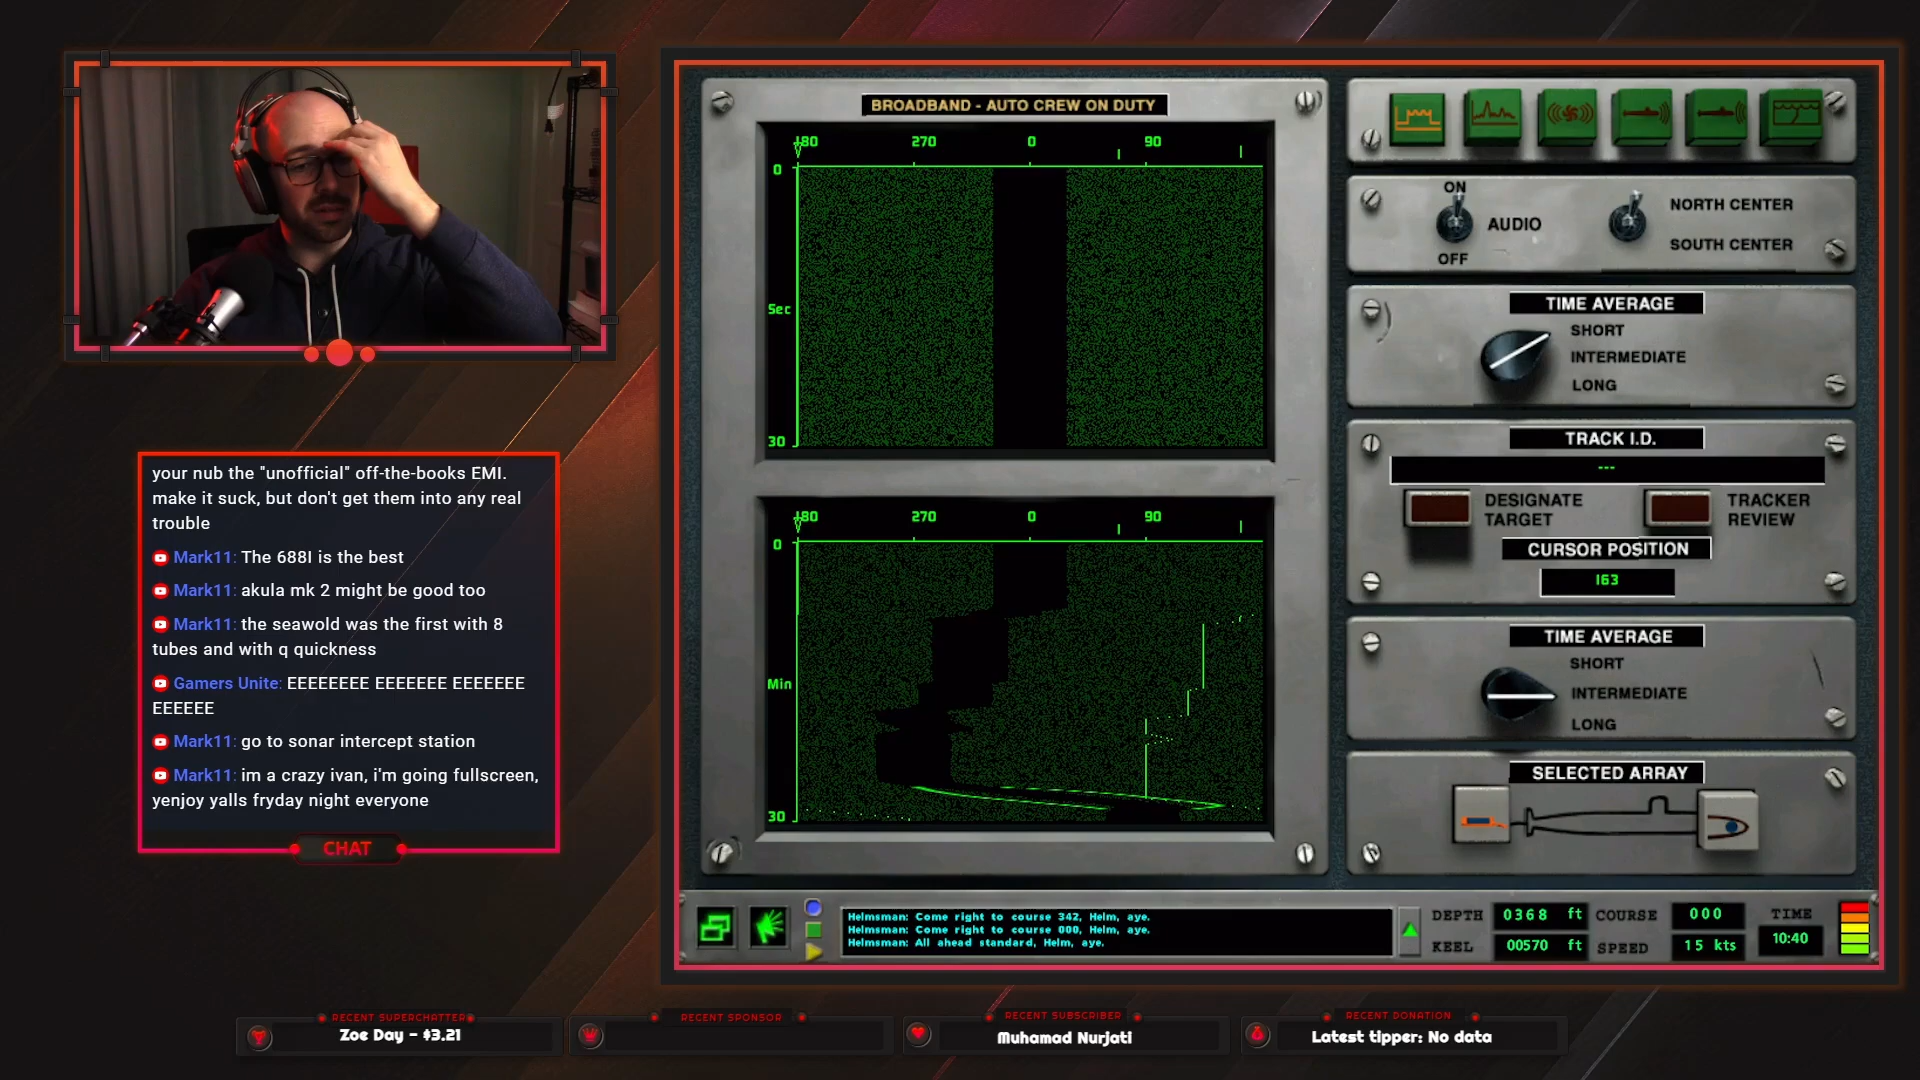 your nub the "unofficial" off-the-books EMI.
make it suck, but don't get them into any real
trouble
Mark11: The 688I is the best
Mark11: akula mk 2 might be good too
Mark11: the seawold was the first with 8
tubes and with q quickness
Gamers Unite: EEEEEEEE EEEEEEE EEEEEEE
EEEEEE
Mark11: go to sonar intercept station
Mark11: im a crazy ivan, i'm going fullscreen,
yenjoy yalls fryday night everyone
CHAT
BROADBAND - AUTO CREW ON DUTY
180 270 0 90
0
Sec
30
180 270 0 90
0
Min
30
ON
AUDIO
OFF
NORTH CENTER
SOUTH CENTER
TIME AVERAGE
SHORT
INTERMEDIATE
LONG
TRACK I.D.
---
DESIGNATE
TARGET
TRACKER
REVIEW
CURSOR POSITION
163
TIME AVERAGE
SHORT
INTERMEDIATE
LONG
SELECTED ARRAY
Helmsman: Come right to course 342, Helm, aye.
Helmsman: Come right to course 000, Helm, aye.
Helmsman: All ahead standard, Helm, aye.
DEPTH 0368 ft COURSE 000 TIME
KEEL 00570 ft SPEED 15 kts 10:40
RECENT SUPERCHATTER
Zoe Day - $3.21
RECENT SPONSOR
RECENT SUBSCRIBER
Muhamad Nurjati
RECENT DONATION
Latest tipper: No data